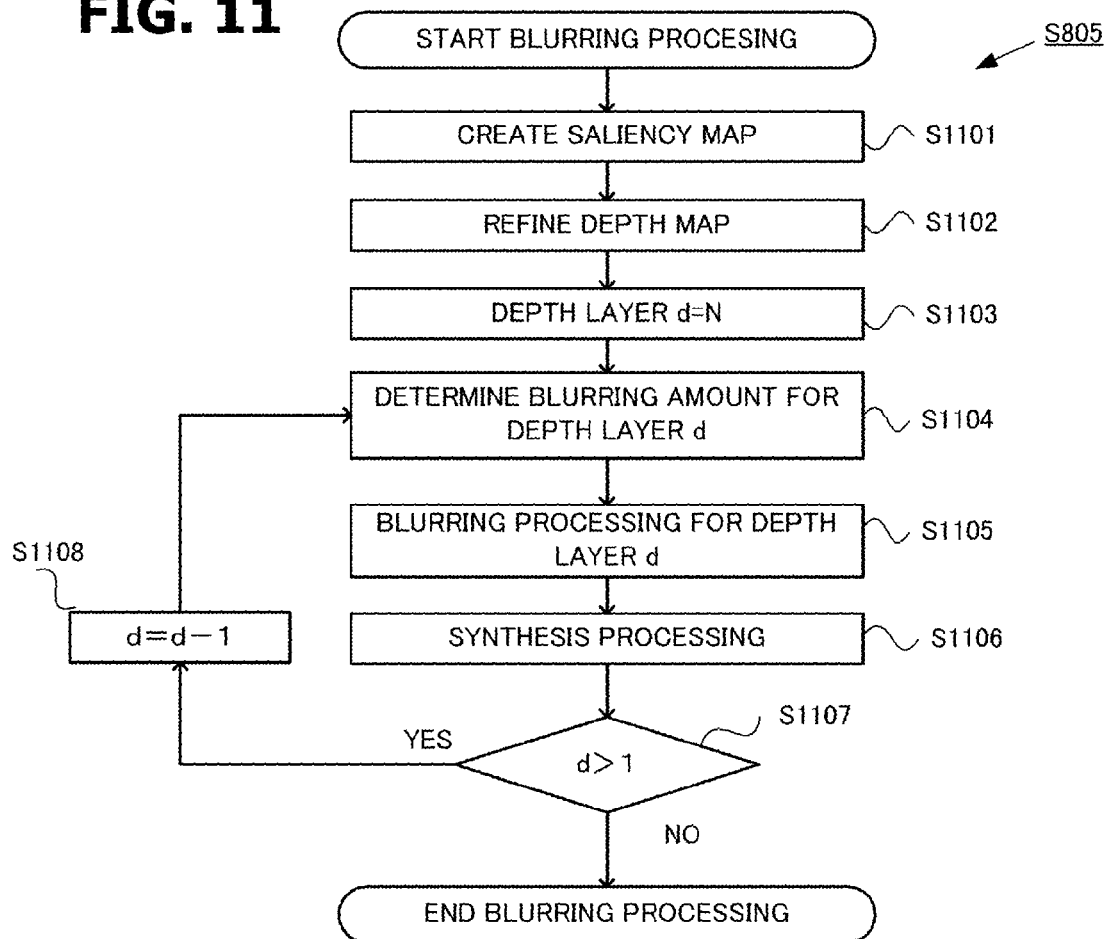 FIG. 11
START BLURRING PROCESING
S805
CREATE SALIENCY MAP
S1101
REFINE DEPTH MAP
S1102
DEPTH LAYER d=N
S1103
DETERMINE BLURRING AMOUNT FOR
DEPTH LAYER d
S1104
BLURRING PROCESSING FOR DEPTH
LAYER d
S1105
S1108
d=d-1
SYNTHESIS PROCESSING
S1106
S1107
YES
d>1
NO
END BLURRING PROCESSING